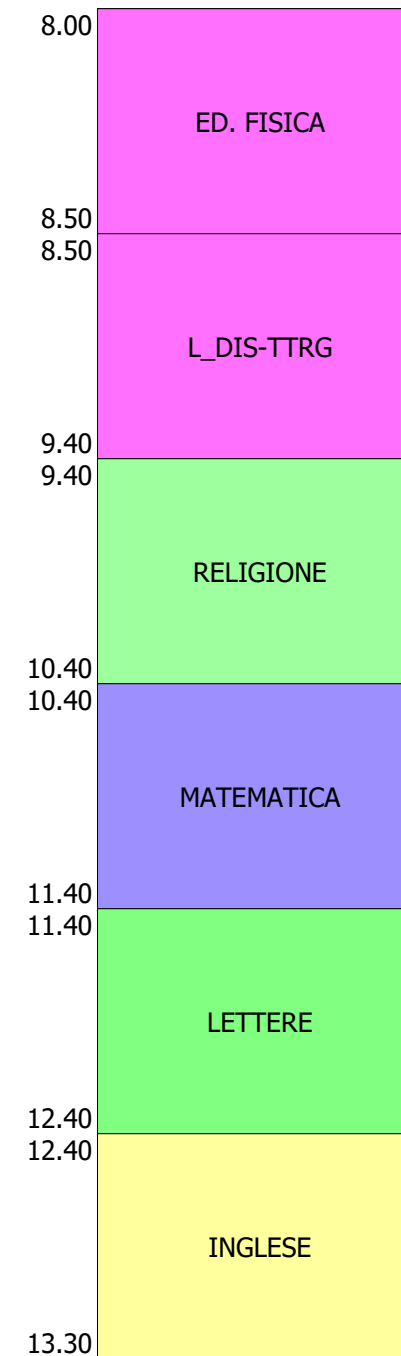 8.00
ED. FISICA
8.50
8.50
L_DIS-TTRG
9.40
9.40
RELIGIONE
10.40
10.40
MATEMATICA
11.40
11.40
LETTERE
12.40
12.40
INGLESE
13.30